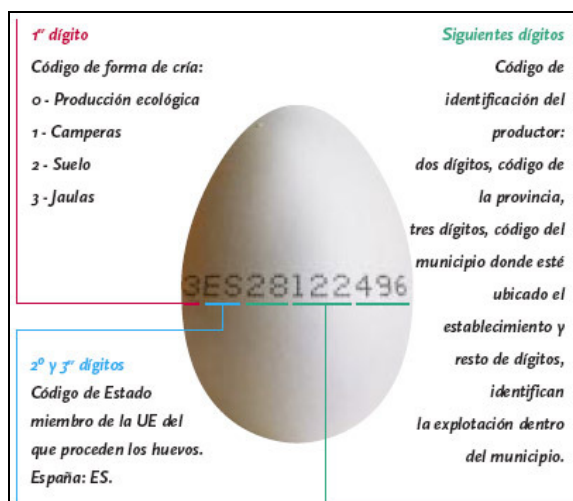 1er dígito
Código de forma de cría:
0 - Producción ecológica
1 - Camperas
2 - Suelo
3 - Jaulas
2º y 3er dígitos
Código de Estado
miembro de la UE del
que proceden los huevos.
España: ES.
3ES28122496
Siguientes dígitos
Código de
identificación del
productor:
dos dígitos, código de
la provincia,
tres dígitos, código del
municipio donde esté
ubicado el
establecimiento y
resto de dígitos,
identifican
la explotación dentro
del municipio.